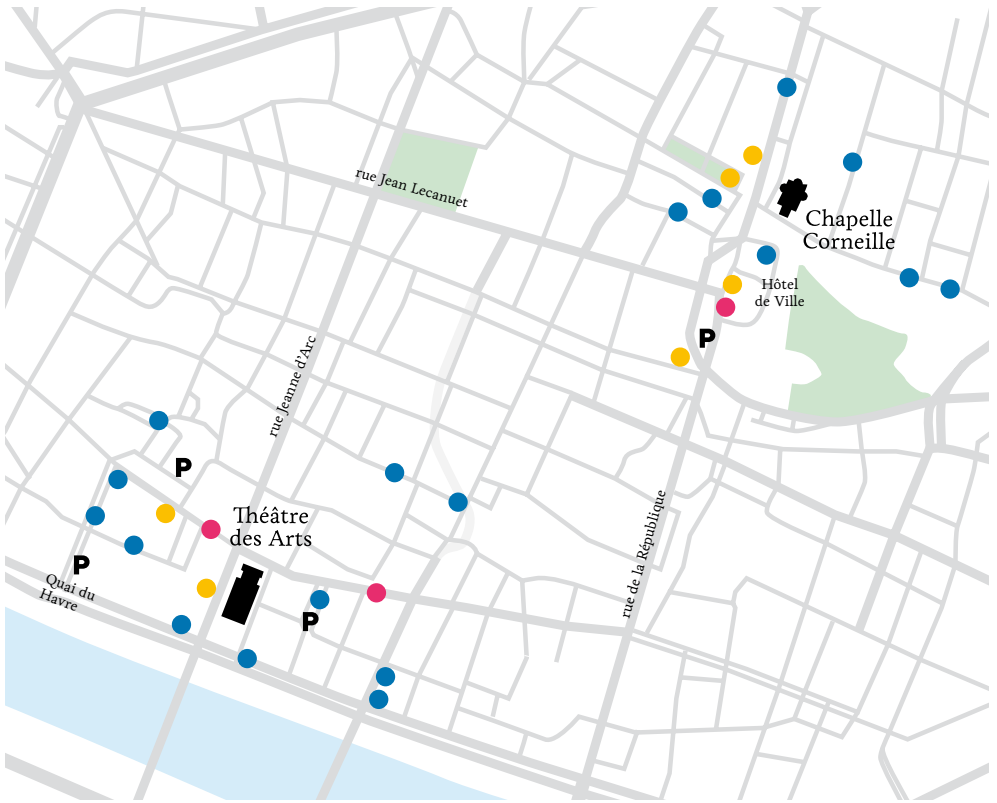 rue Jean Lecanuet
Chapelle
Corneille
Hôtel
de Ville
P
rue Jeanne d'Arc
P
Théâtre
des Arts
rue de la République
P
Quai du
Havre
P